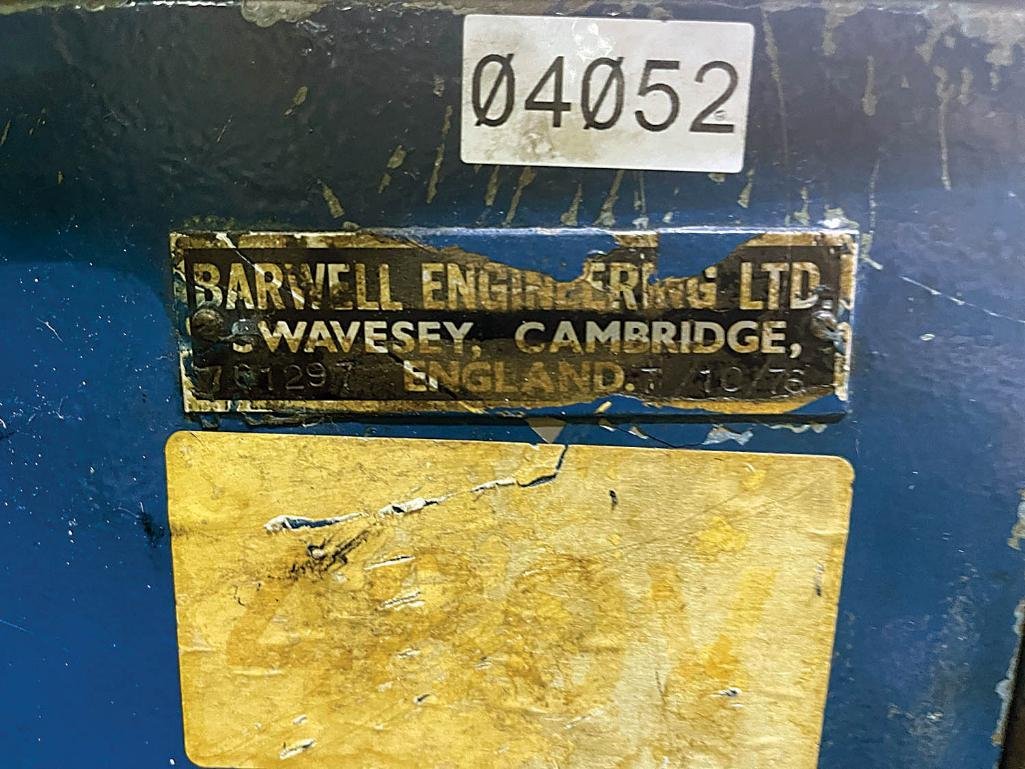 Ø4Ø52
BARWELL ENGINEERING LTD
SWAVESEY, CAMBRIDGE,
ENGLAND.